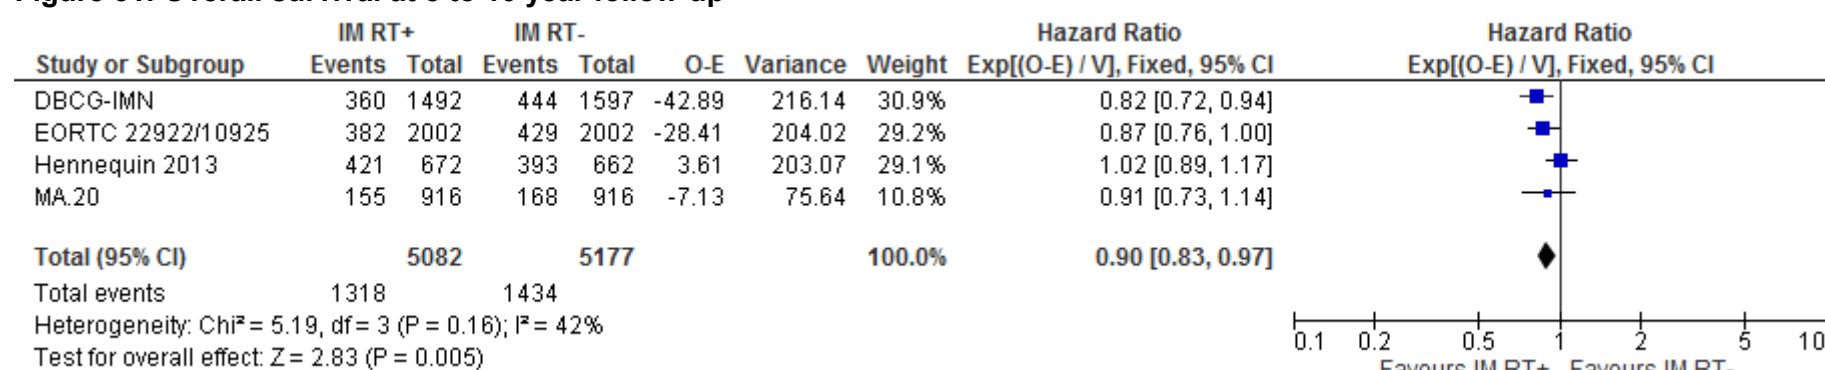 IM RT+ IM RT- Hazard Ratio Hazard Ratio
Study or Subgroup Events Total Events Total O-E Variance Weight Exp[(O-E) / V], Fixed, 95% CI Exp[(O-E) / V], Fixed, 95% CI
DBCG-IMN 360 1492 444 1597 -42.89 216.14 30.9% 0.82 [0.72, 0.94]
EORTC 22922/10925 382 2002 429 2002 -28.41 204.02 29.2% 0.87 [0.76, 1.00]
Hennequin 2013 421 672 393 662 3.61 203.07 29.1% 1.02 [0.89, 1.17]
MA.20 155 916 168 916 -7.13 75.64 10.8% 0.91 [0.73, 1.14]
Total (95% CI) 5082 5177 100.0% 0.90 [0.83, 0.97]
Total events 1318 1434
Heterogeneity: Chi² = 5.19, df = 3 (P = 0.16); I² = 42%
Test for overall effect: Z = 2.83 (P = 0.005)
0.1 0.2 0.5 1 2 5 10
Favours IM RT+ Favours IM RT-